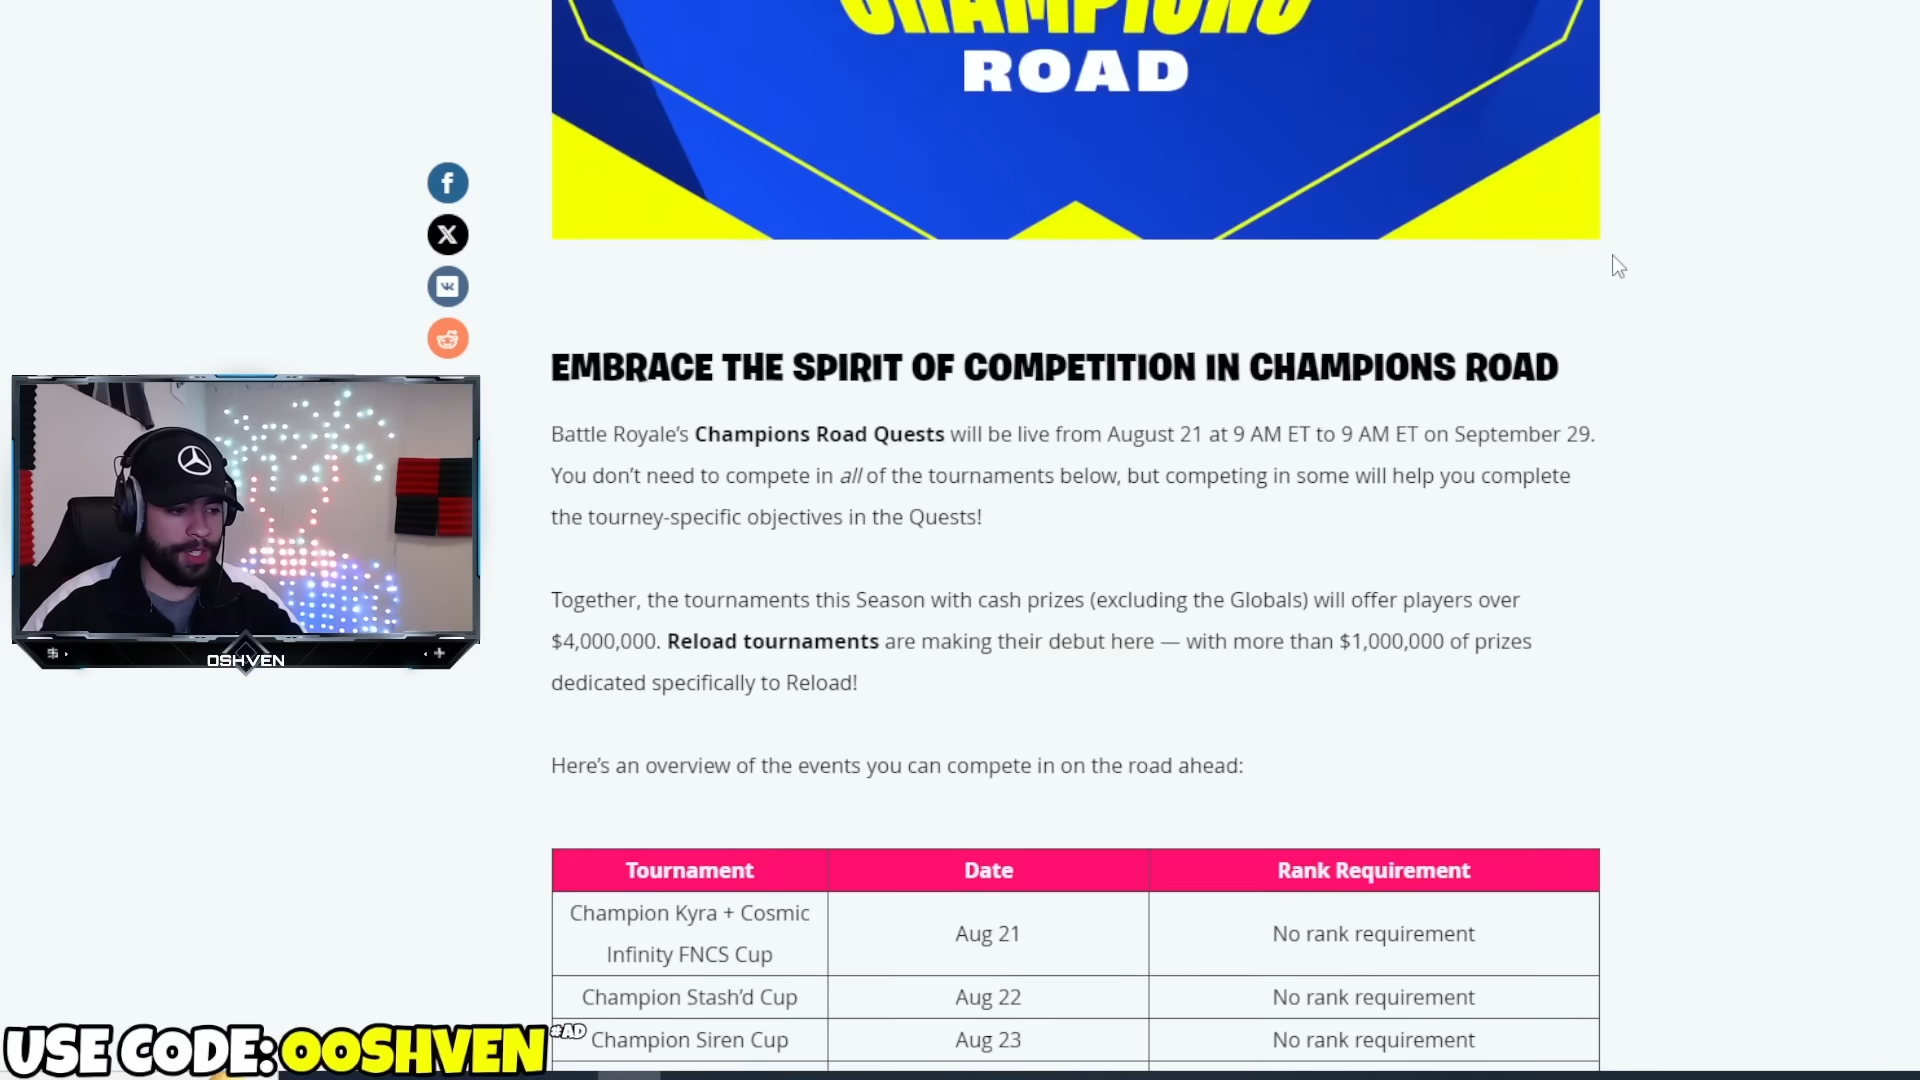 CHAMPIONS
ROAD
EMBRACE THE SPIRIT OF COMPETITION IN CHAMPIONS ROAD
Battle Royale’s Champions Road Quests will be live from August 21 at 9 AM ET to 9 AM ET on September 29.
You don’t need to compete in all of the tournaments below, but competing in some will help you complete
the tourney-specific objectives in the Quests!
Together, the tournaments this Season with cash prizes (excluding the Globals) will offer players over
$4,000,000. Reload tournaments are making their debut here — with more than $1,000,000 of prizes
dedicated specifically to Reload!
Here’s an overview of the events you can compete in on the road ahead:
Tournament Date Rank Requirement
Champion Kyra + Cosmic
Infinity FNCS Cup Aug 21 No rank requirement
Champion Stash’d Cup Aug 22 No rank requirement
Champion Siren Cup Aug 23 No rank requirement
OSHVEN
USE CODE: OOSHVEN #AD